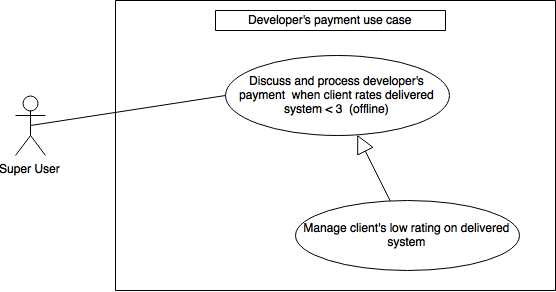 Developer's payment use case
Discuss and process developer's
payment  when client rates delivered
system < 3  (offline)
Super User
Manage client's low rating on delivered
system